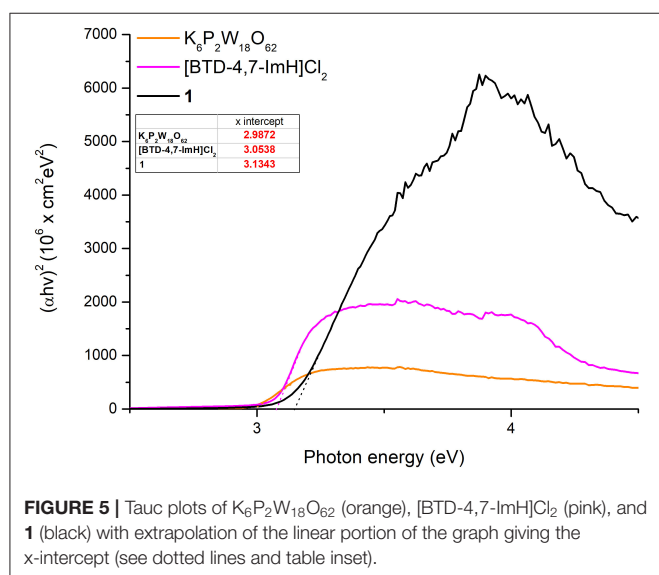 7000
6000
5000
4000
3000
2000
1000
0
(αhν)² (10⁶ x cm²eV²)
K₆P₂W₁₈O₆₂
[BTD-4,7-ImH]Cl₂
1
x intercept
K₆P₂W₁₈O₆₂ 2.9872
[BTD-4,7-ImH]Cl₂ 3.0538
1 3.1343
3 4
Photon energy (eV)
FIGURE 5 | Tauc plots of K₆P₂W₁₈O₆₂ (orange), [BTD-4,7-ImH]Cl₂ (pink), and
1 (black) with extrapolation of the linear portion of the graph giving the
x-intercept (see dotted lines and table inset).